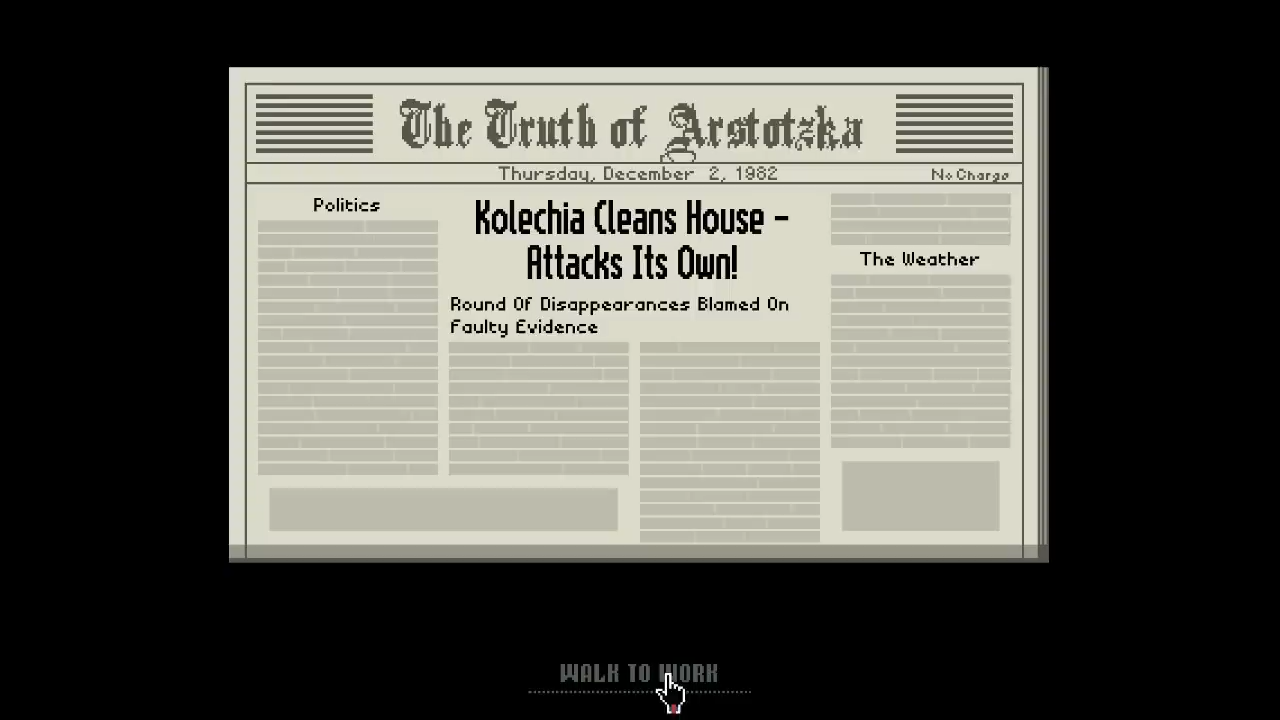 The Truth of Arstotzka
Thursday, December 2, 1982
No Charge
Politics
Kolechia Cleans House –
Attacks Its Own!
Round Of Disappearances Blamed On
Faulty Evidence
The Weather
WALK TO WORK